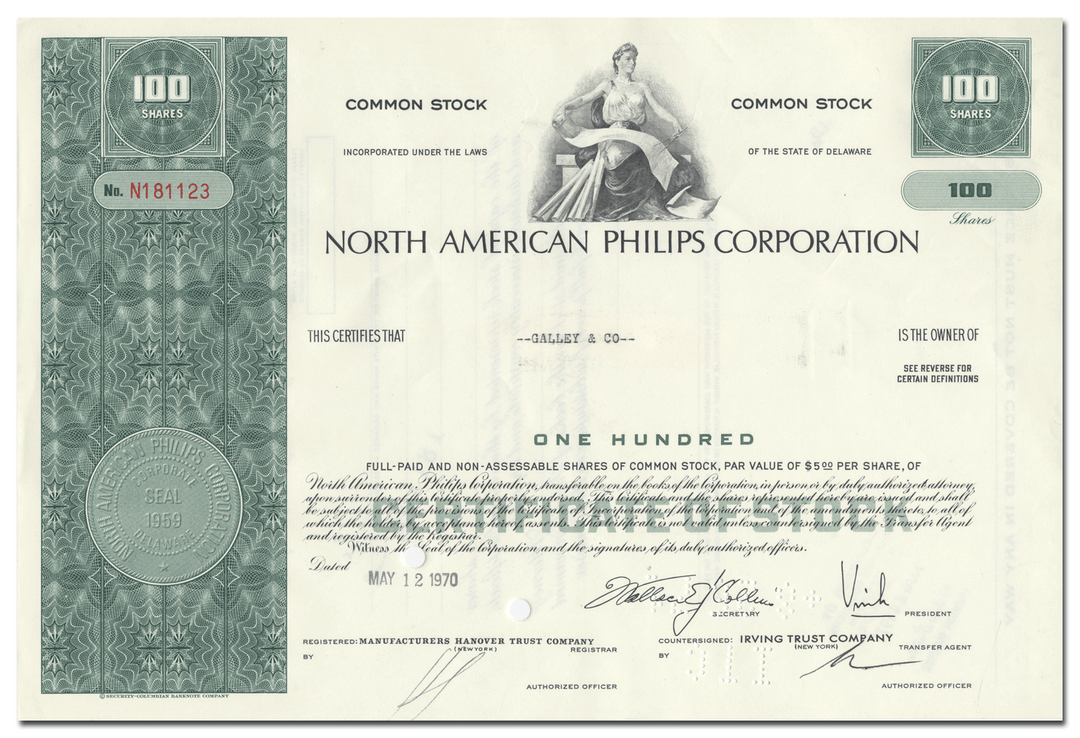 100
SHARES
No. N181123
COMMON STOCK
INCORPORATED UNDER THE LAWS
COMMON STOCK
OF THE STATE OF DELAWARE
100
SHARES
100
Shares
NORTH AMERICAN PHILIPS CORPORATION
THIS CERTIFIES THAT
--GALLEY & CO--
IS THE OWNER OF
SEE REVERSE FOR
CERTAIN DEFINITIONS
ONE HUNDRED
FULL-PAID AND NON-ASSESSABLE SHARES OF COMMON STOCK, PAR VALUE OF $5.00 PER SHARE, OF
North American Philips Corporation, transferable on the books of the Corporation, in person or by duly authorized attorney,
upon surrender of this Certificate properly endorsed. This Certificate and the shares represented hereby are issued and shall
be subject to all of the provisions of the Certificate of Incorporation of the Corporation and of the amendments thereto, to all of
which the holder, by acceptance hereof, assents. This Certificate is not valid unless countersigned by the Transfer Agent
and registered by the Registrar.
Witness the Seal of the Corporation and the signatures of its duly authorized officers.
Dated
MAY 12 1970
NORTH AMERICAN PHILIPS CORPORATION
CORPORATE
SEAL
1959
DELAWARE
Wallace J Collins
SECRETARY
PRESIDENT
REGISTERED: MANUFACTURERS HANOVER TRUST COMPANY
(NEW YORK)
REGISTRAR
BY
AUTHORIZED OFFICER
COUNTERSIGNED: IRVING TRUST COMPANY
(NEW YORK)
TRANSFER AGENT
BY
AUTHORIZED OFFICER
© SECURITY-COLUMBIAN BANKNOTE COMPANY